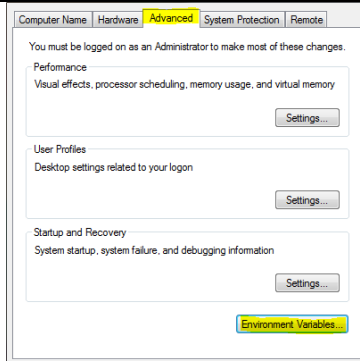 Computer Name Hardware Advanced System Protection Remote
You must be logged on as an Administrator to make most of these changes.
Performance
Visual effects, processor scheduling, memory usage, and virtual memory
Settings...
User Profiles
Desktop settings related to your logon
Settings...
Startup and Recovery
System startup, system failure, and debugging information
Settings...
Environment Variables...